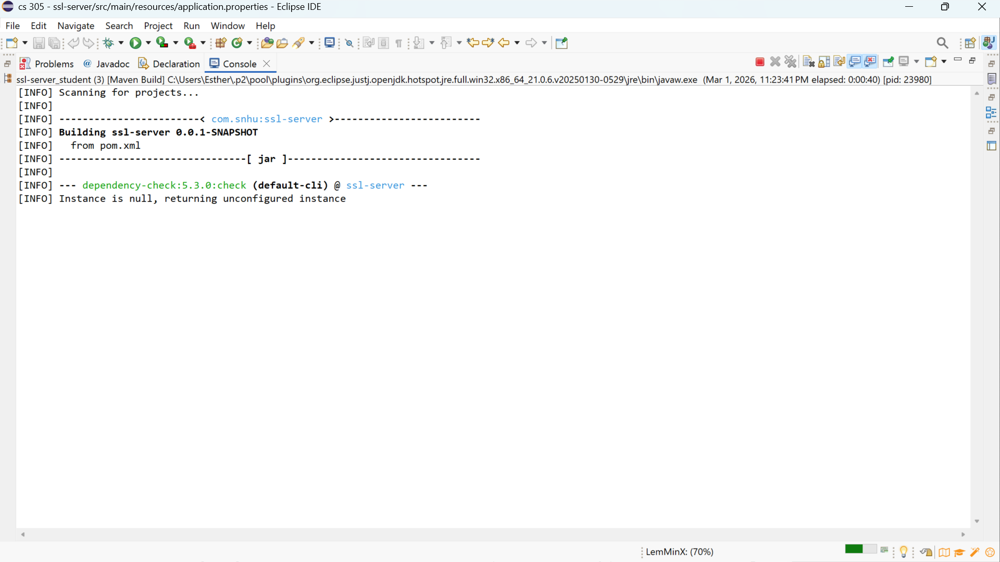 cs 305 - ssl-server/src/main/resources/application.properties - Eclipse IDE
File Edit Navigate Search Project Run Window Help
Problems @ Javadoc Declaration Console
ssl-server_student (3) [Maven Build] C:\Users\Esther\.p2\pool\plugins\org.eclipse.justj.openjdk.hotspot.jre.full.win32.x86_64_21.0.6.v20250130-0529\jre\bin\javaw.exe (Mar 1, 2026, 11:23:41 PM elapsed: 0:00:40) [pid: 23980]
[INFO] Scanning for projects...
[INFO]
[INFO] ------------------------< com.snhu:ssl-server >-------------------------
[INFO] Building ssl-server 0.0.1-SNAPSHOT
[INFO]   from pom.xml
[INFO] --------------------------------[ jar ]---------------------------------
[INFO]
[INFO] --- dependency-check:5.3.0:check (default-cli) @ ssl-server ---
[INFO] Instance is null, returning unconfigured instance
LemMinX: (70%)